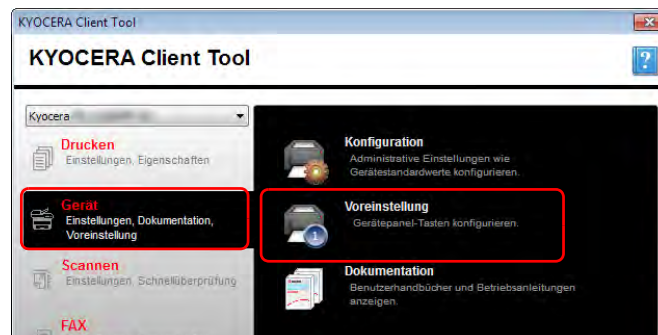 KYOCERA Client Tool
KYOCERA Client Tool
?
Kyocera
Drucken
Einstellungen, Eigenschaften
Gerät
Einstellungen, Dokumentation,
Voreinstellung
Scannen
Einstellungen, Schnellüberprüfung
FAX
Konfiguration
Administrative Einstellungen wie
Gerätestandardwerte konfigurieren.
Voreinstellung
Gerätepanel-Tasten konfigurieren.
1
Dokumentation
Benutzerhandbücher und Betriebsanleitungen
anzeigen.